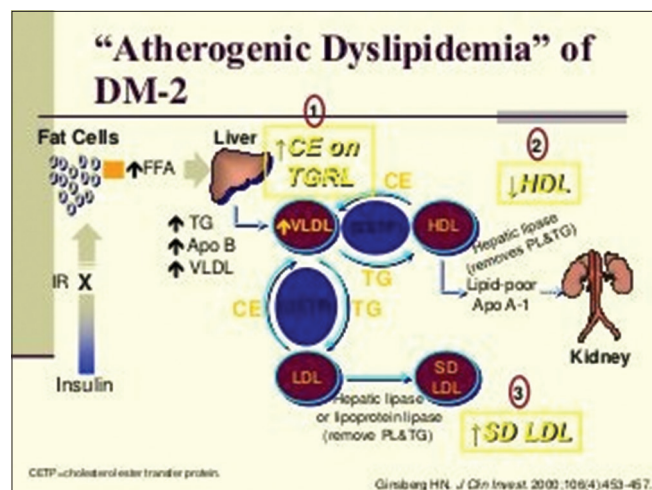 “Atherogenic Dyslipidemia” of
DM-2
1
Fat Cells
Liver
↑CE on
TGRL
2
↑FFA
CE
↓HDL
↑ TG
↑ Apo B
↑ VLDL
↑VLDL
(CETP)
HDL
Hepatic lipase
(removes PL&TG)
TG
IR X
Lipid-poor
Apo A-1
CE
(CETP)
TG
Kidney
Insulin
LDL
SD
LDL
3
Hepatic lipase
or lipoprotein lipase
(remove PL&TG)
↑SD LDL
CETP=cholesterol ester transfer protein.
Ginsberg HN. J Clin Invest. 2000;106(4):453-457.